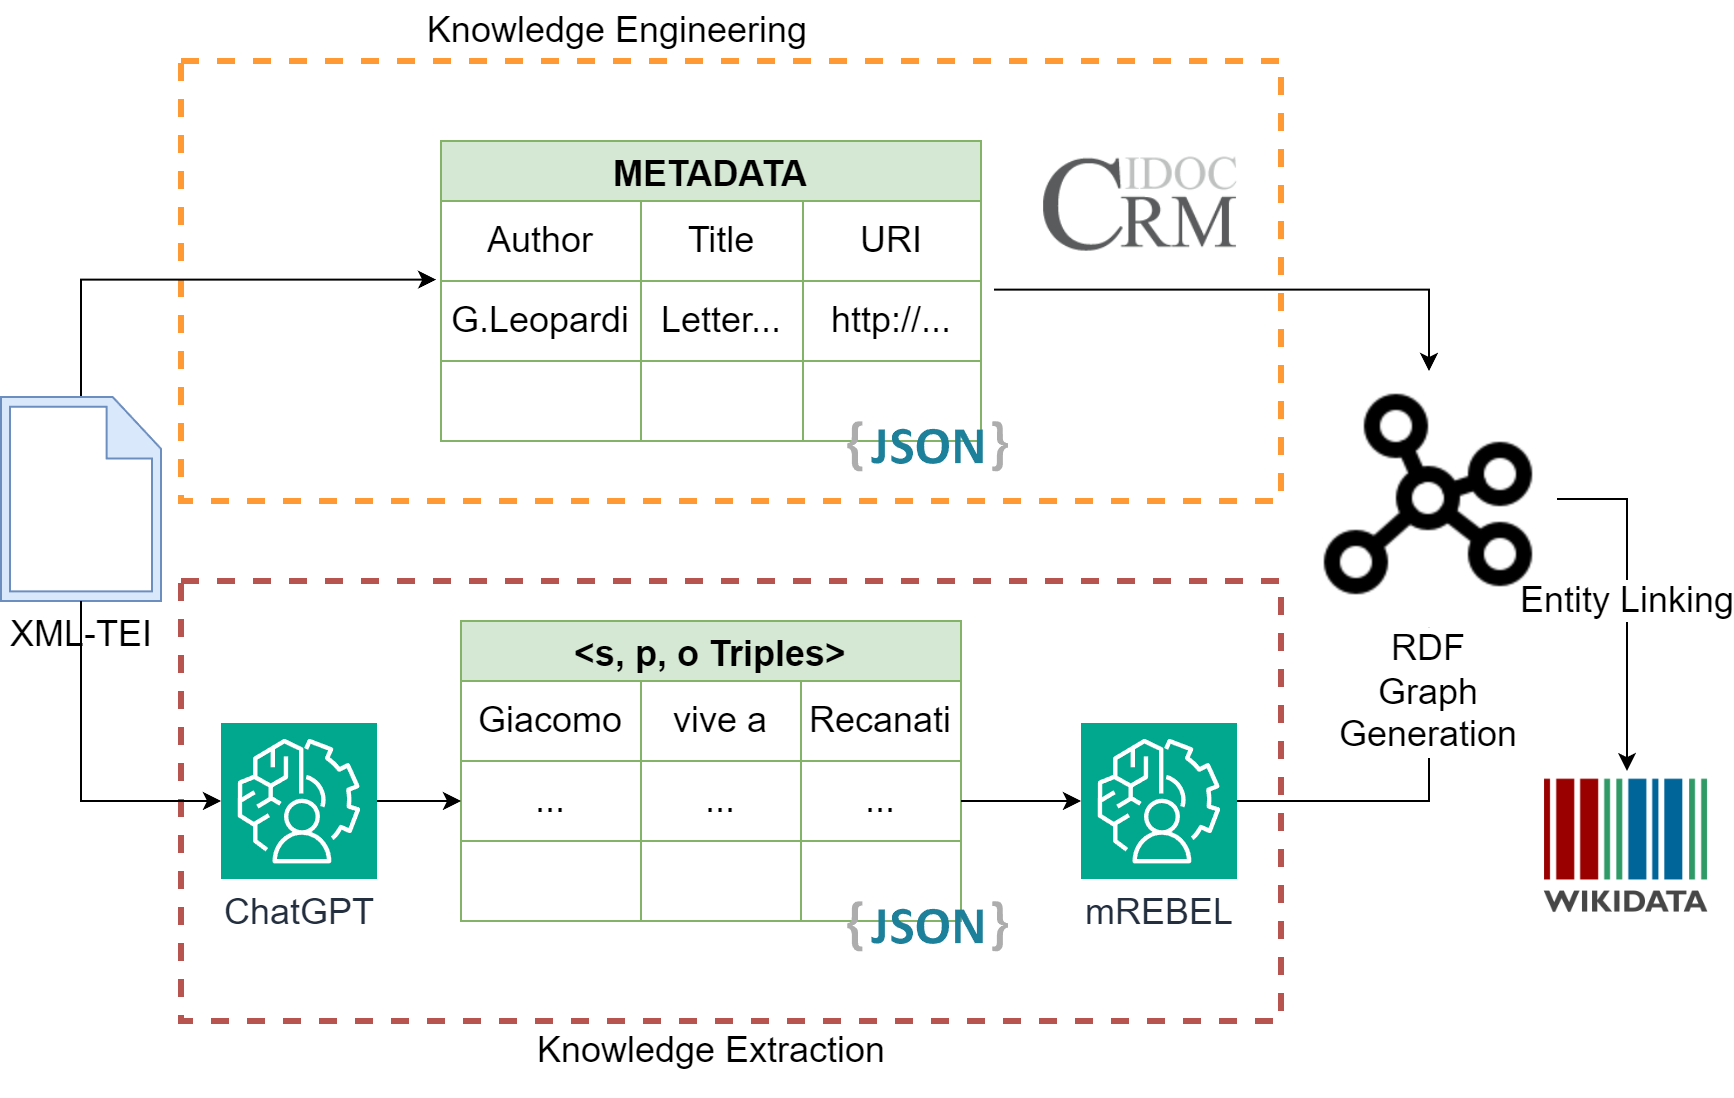 Knowledge Engineering
METADATA
Author Title URI
G.Leopardi Letter... http://...
{JSON}
CIDOC
CRM
XML-TEI
<s, p, o Triples>
Giacomo vive a Recanati
... ... ...
{JSON}
ChatGPT
mREBEL
Knowledge Extraction
RDF
Graph
Generation
Entity Linking
WIKIDATA